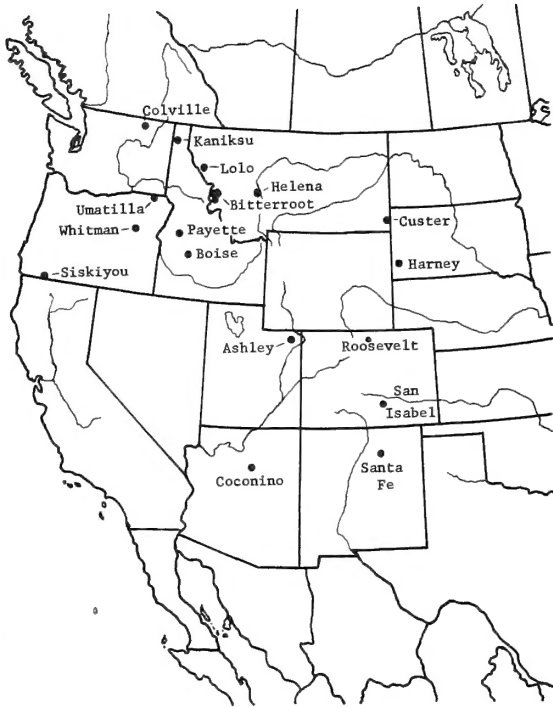 Colville
Kaniksu
Lolo
Helena
Bitterroot
Umatilla
Whitman
Custer
Payette
Boise
Harney
Siskiyou
Ashley
Roosevelt
San
Isabel
Coconino
Santa
Fe